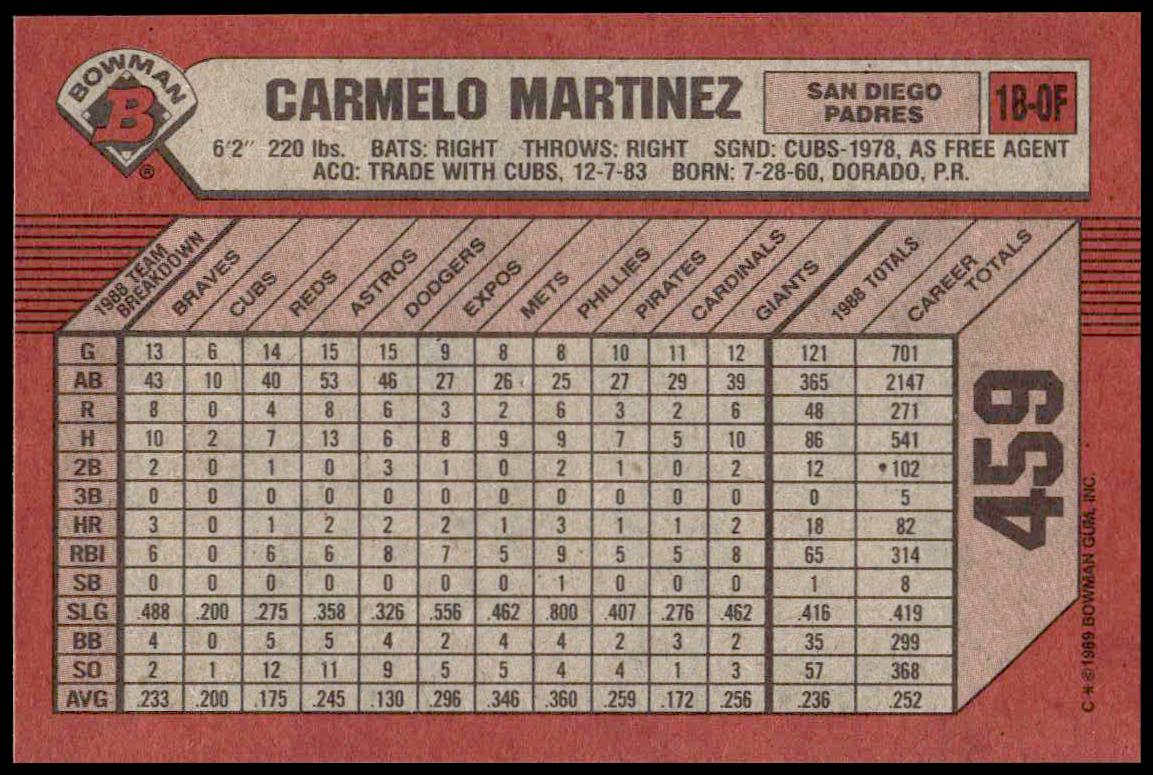 BOWMAN
B
®
CARMELO MARTINEZ
SAN DIEGO
PADRES
1B-OF
6'2" 220 lbs. BATS: RIGHT THROWS: RIGHT SGND: CUBS-1978, AS FREE AGENT
ACQ: TRADE WITH CUBS, 12-7-83 BORN: 7-28-60, DORADO, P.R.
1988 TEAM BREAKDOWN BRAVES CUBS REDS ASTROS DODGERS EXPOS METS PHILLIES PIRATES CARDINALS GIANTS 1988 TOTALS CAREER TOTALS
G 13 6 14 15 15 9 8 8 10 11 12 121 701
AB 43 10 40 53 46 27 26 25 27 29 39 365 2147
R 8 0 4 8 6 3 2 6 3 2 6 48 271
H 10 2 7 13 6 8 9 9 7 5 10 86 541
2B 2 0 1 0 3 1 0 2 1 0 2 12 102
3B 0 0 0 0 0 0 0 0 0 0 0 0 5
HR 3 0 1 2 2 2 1 3 1 1 2 18 82
RBI 6 0 6 6 8 7 5 9 5 5 8 65 314
SB 0 0 0 0 0 0 0 1 0 0 0 1 8
SLG .488 .200 .275 .358 .326 .556 .462 .800 .407 .276 .462 .416 .419
BB 4 0 5 5 4 2 4 4 2 3 2 35 299
SO 2 1 12 11 9 5 5 4 4 1 3 57 368
AVG .233 .200 .175 .245 .130 .296 .346 .360 .259 .172 .256 .236 .252
459
C*©1989 BOWMAN GUM, INC.